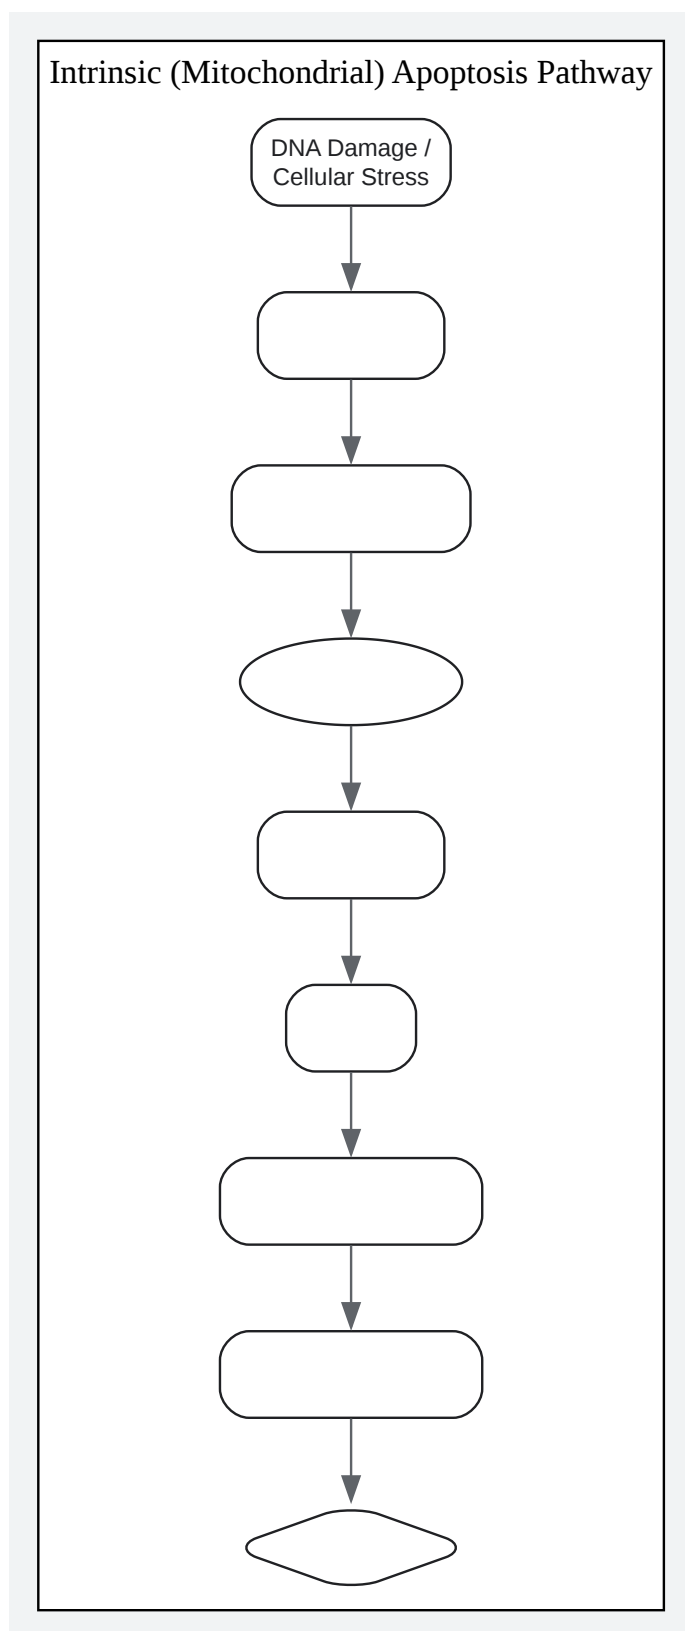 Intrinsic (Mitochondrial) Apoptosis Pathway
DNA Damage /
Cellular Stress